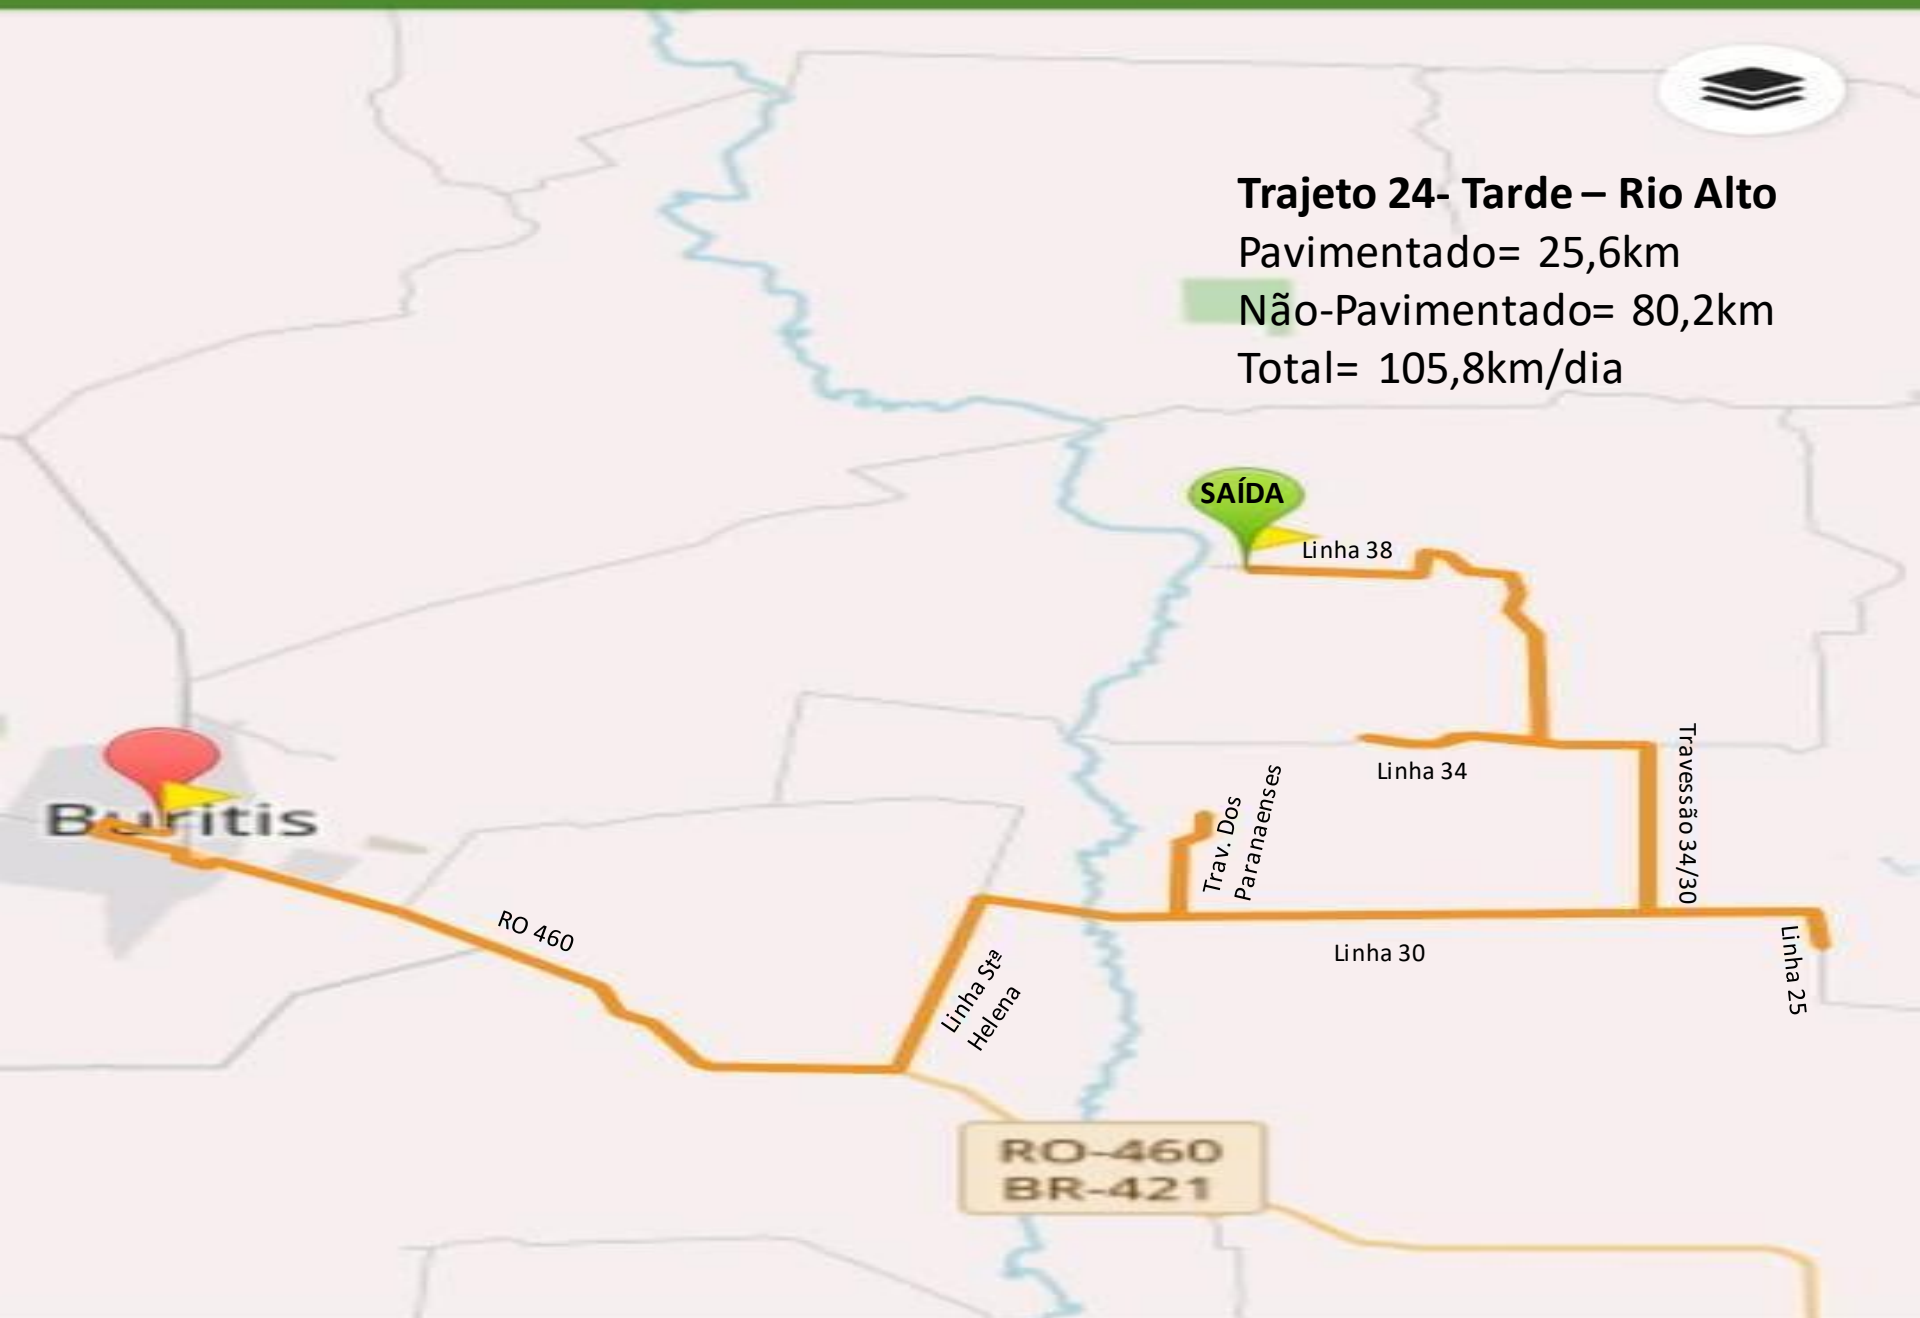 Trajeto 24- Tarde – Rio Alto
Pavimentado= 25,6km
Não-Pavimentado= 80,2km
Total= 105,8km/dia
SAÍDA
Linha 38
Linha 34
Travessão 34/30
Trav. Dos
Paranaenses
Buritis
RO 460
Linha Stª
Helena
Linha 30
Linha 25
RO-460
BR-421